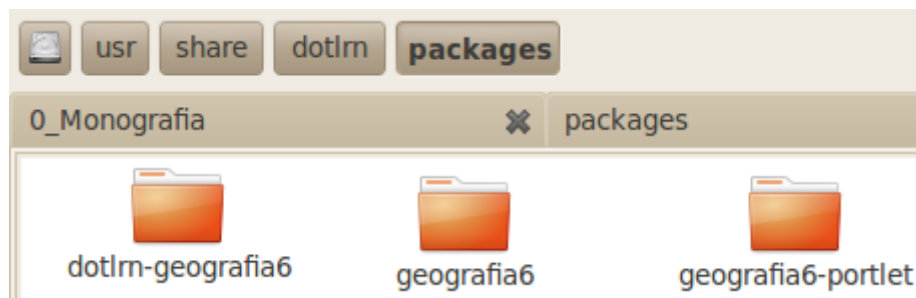 usr share dotlrn packages
0_Monografia packages
dotlrn-geografia6 geografia6 geografia6-portlet